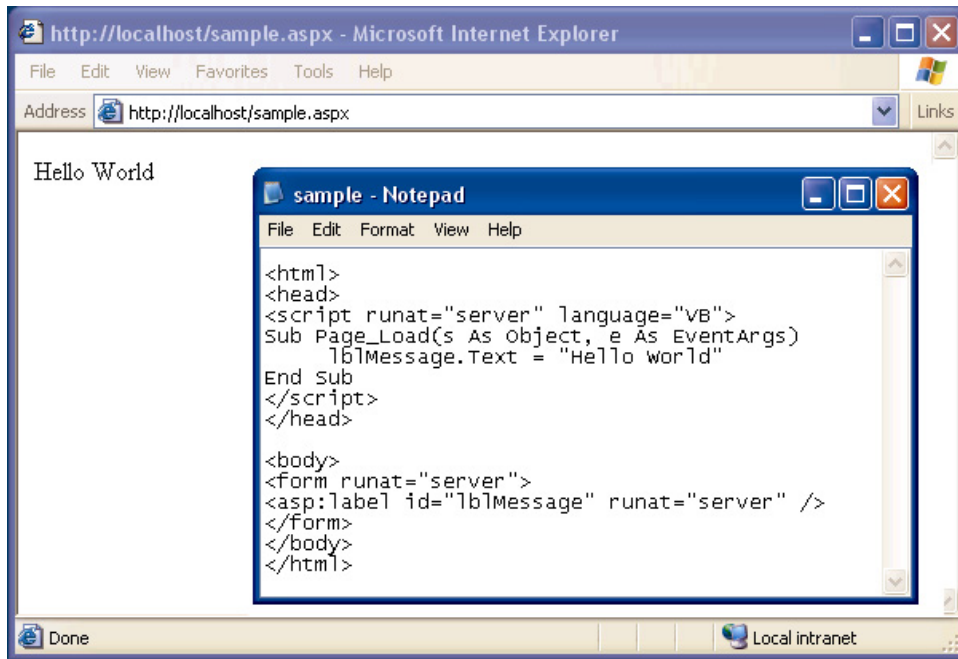 http://localhost/sample.aspx - Microsoft Internet Explorer
File Edit View Favorites Tools Help
Address http://localhost/sample.aspx Links
Hello World
sample - Notepad
File Edit Format View Help
<html>
<head>
<script runat="server" language="VB">
Sub Page_Load(s As Object, e As EventArgs)
lblMessage.Text = "Hello World"
End Sub
</script>
</head>
<body>
<form runat="server">
<asp:label id="lblMessage" runat="server" />
</form>
</body>
</html>
Done Local intranet